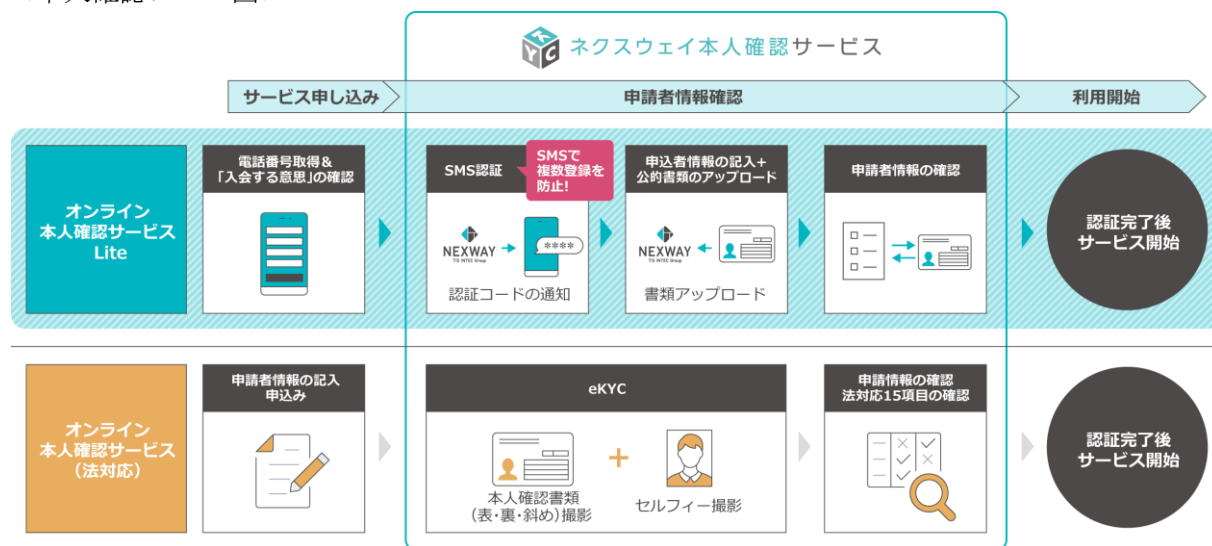 KYC
ネクスウェイ本人確認サービス
サービス申し込み
申請者情報確認
利用開始
オンライン
本人確認サービス
Lite
電話番号取得&
「入会する意思」の確認
SMS認証
SMSで
複数登録を
防止!
NEXWAY
TIS INTEC Group
****
認証コードの通知
申込者情報の記入+
公的書類のアップロード
NEXWAY
TIS INTEC Group
書類アップロード
申請者情報の確認
認証完了後
サービス開始
オンライン
本人確認サービス
(法対応)
申請者情報の記入
申込み
eKYC
本人確認書類
(表・裏・斜め)撮影
+
セルフィー撮影
申請情報の確認
法対応15項目の確認
認証完了後
サービス開始